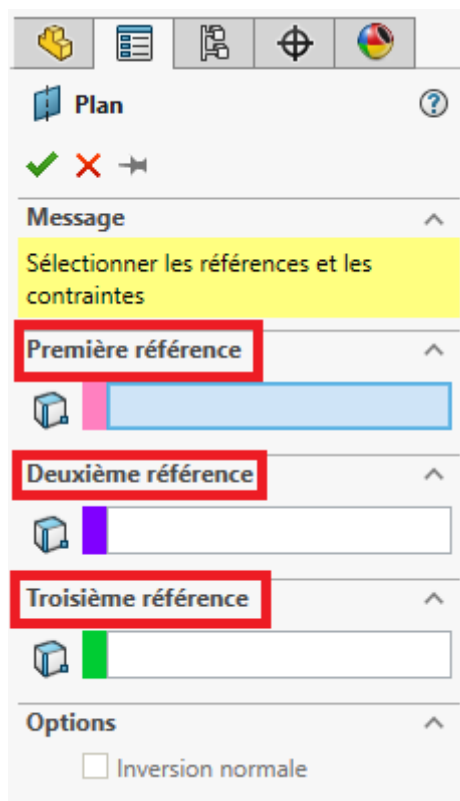 Plan
Message
Sélectionner les références et les
contraintes
Première référence
Deuxième référence
Troisième référence
Options
Inversion normale